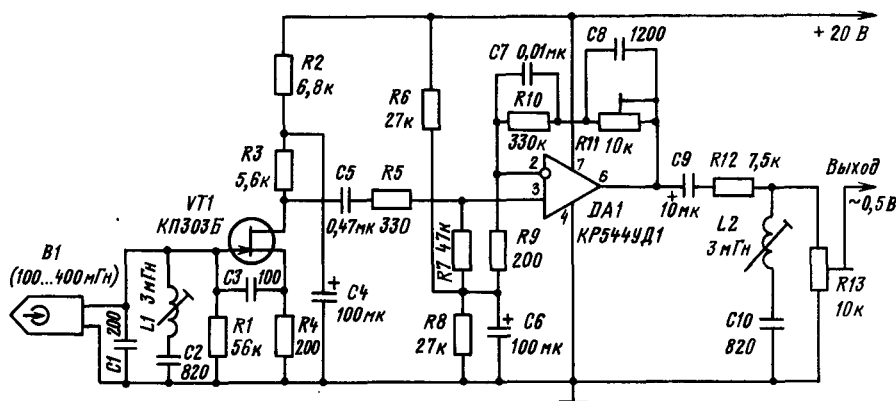 C8 1200
C7 0,01мк
+ 20 В
R2
6,8к
R6
27к
R10
330к
R11
10к
R3
5,6к
C5
0,47мк
R5
330
2
3
7
6
4
DA1
КР544УД1
C9
10мк
+
R12 7,5к
Выход
~0,5В
VT1
КП303Б
B1
(100...400мГн)
L1 3мГн
C3
100
R7 47к
R9
200
L2
3мГн
R13
10к
C1 200
C2
820
R1
56к
R4
200
+
C4
100мк
R8
27к
+
C6
100мк
C10
820